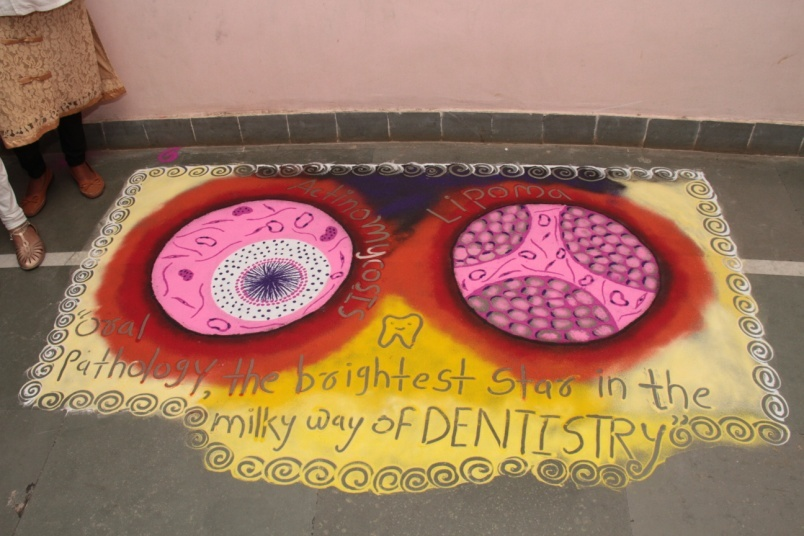 Actinomycosis
Lipoma
"Oral
Pathology, the brightest Star in the
milky way of DENTISTRY"